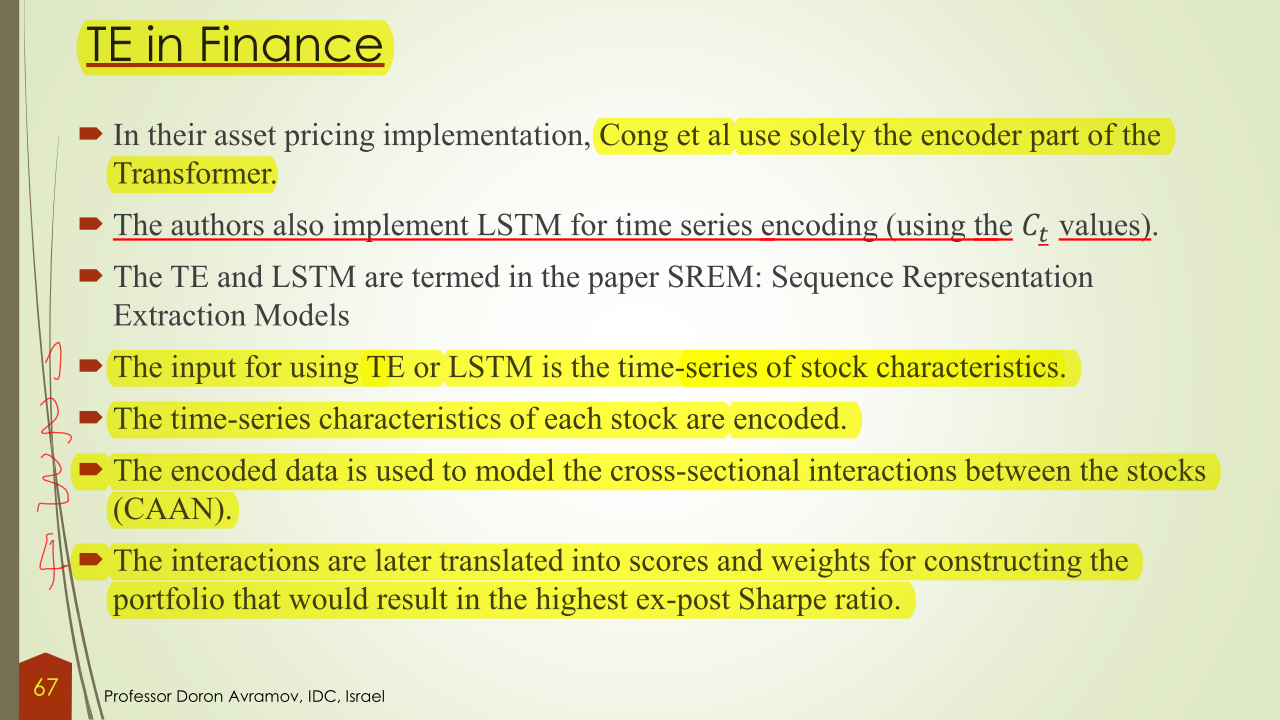 TE in Finance
In their asset pricing implementation, Cong et al use solely the encoder part of the
Transformer.
The authors also implement LSTM for time series encoding (using the C_t values).
The TE and LSTM are termed in the paper SREM: Sequence Representation
Extraction Models
1 The input for using TE or LSTM is the time-series of stock characteristics.
2 The time-series characteristics of each stock are encoded.
3 The encoded data is used to model the cross-sectional interactions between the stocks
(CAAN).
4 The interactions are later translated into scores and weights for constructing the
portfolio that would result in the highest ex-post Sharpe ratio.
67
Professor Doron Avramov, IDC, Israel